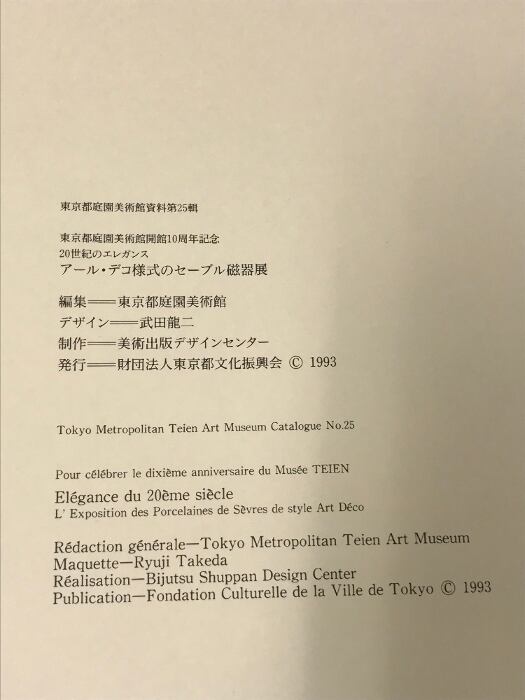 東京都庭園美術館資料第25輯
東京都庭園美術館開館10周年記念
20世紀のエレガンス
アール・デコ様式のセーブル磁器展
編集══東京都庭園美術館
デザイン══武田龍二
制作══美術出版デザインセンター
発行══財団法人東京都文化振興会 © 1993
Tokyo Metropolitan Teien Art Museum Catalogue No.25
Pour célébrer le dixième anniversaire du Musée TEIEN
Elégance du 20ème siècle
L' Exposition des Porcelaines de Sèvres de style Art Déco
Rédaction générale—Tokyo Metropolitan Teien Art Museum
Maquette—Ryuji Takeda
Réalisation—Bijutsu Shuppan Design Center
Publication—Fondation Culturelle de la Ville de Tokyo © 1993